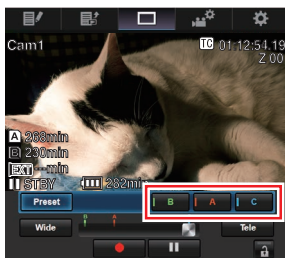 Cam1
TC 01:12:54.19
Z 00
A 268min
B 230min
EXT ---min
STBY 282min
Preset B A C
B A
Wide Tele